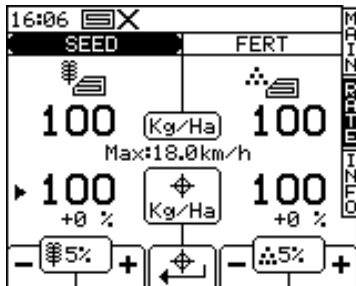 16:06
SEED FERT
100 Kg/Ha 100
Max:18.0km/h
100 Kg/Ha 100
+0 % +0 %
- 5% + - 5% +
MAIN
RATE
INFO